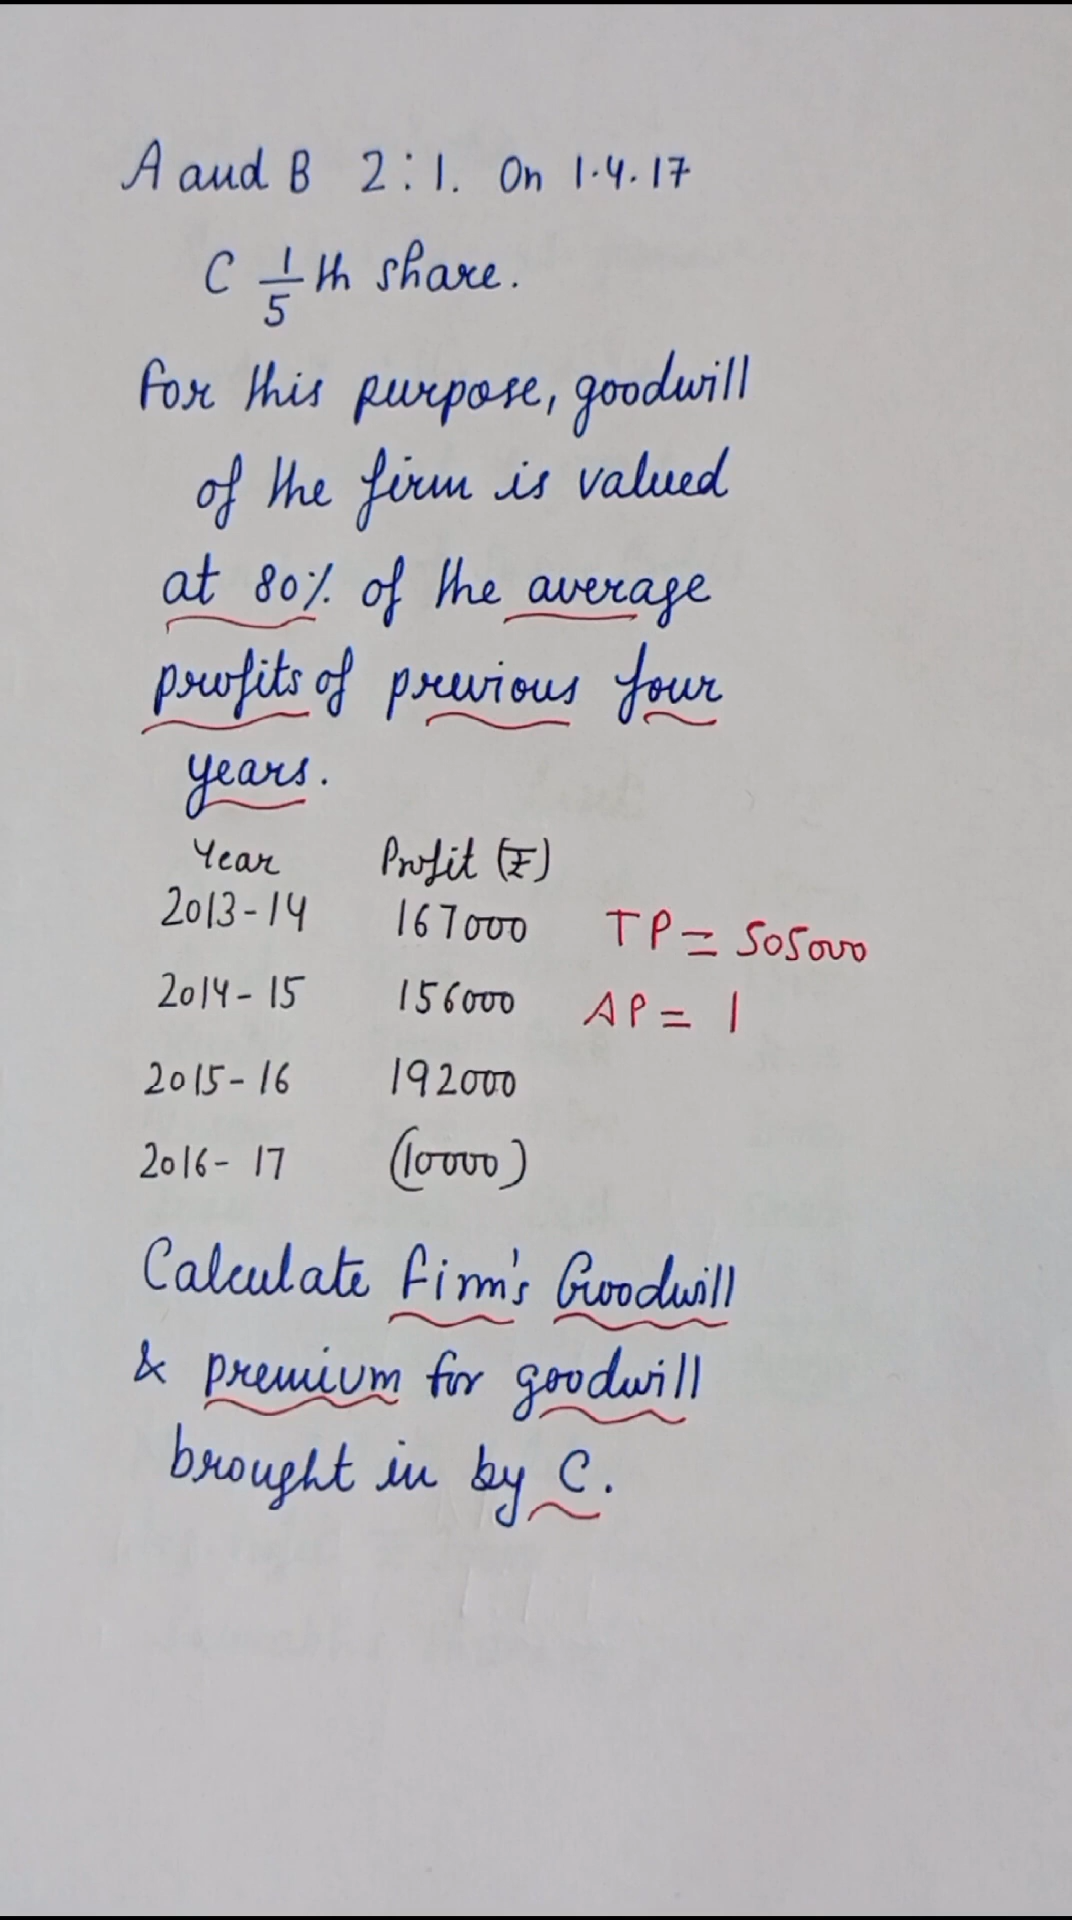 A and B 2:1. On 1.4.17
C 1/5 th share.
For this purpose, goodwill
of the firm is valued
at 80% of the average
profits of previous four
years.
Year Profit (₹)
2013-14 167000 TP = 505000
2014-15 156000 AP = 1
2015-16 192000
2016-17 (10000)
Calculate Firm's Goodwill
& premium for goodwill
brought in by C.